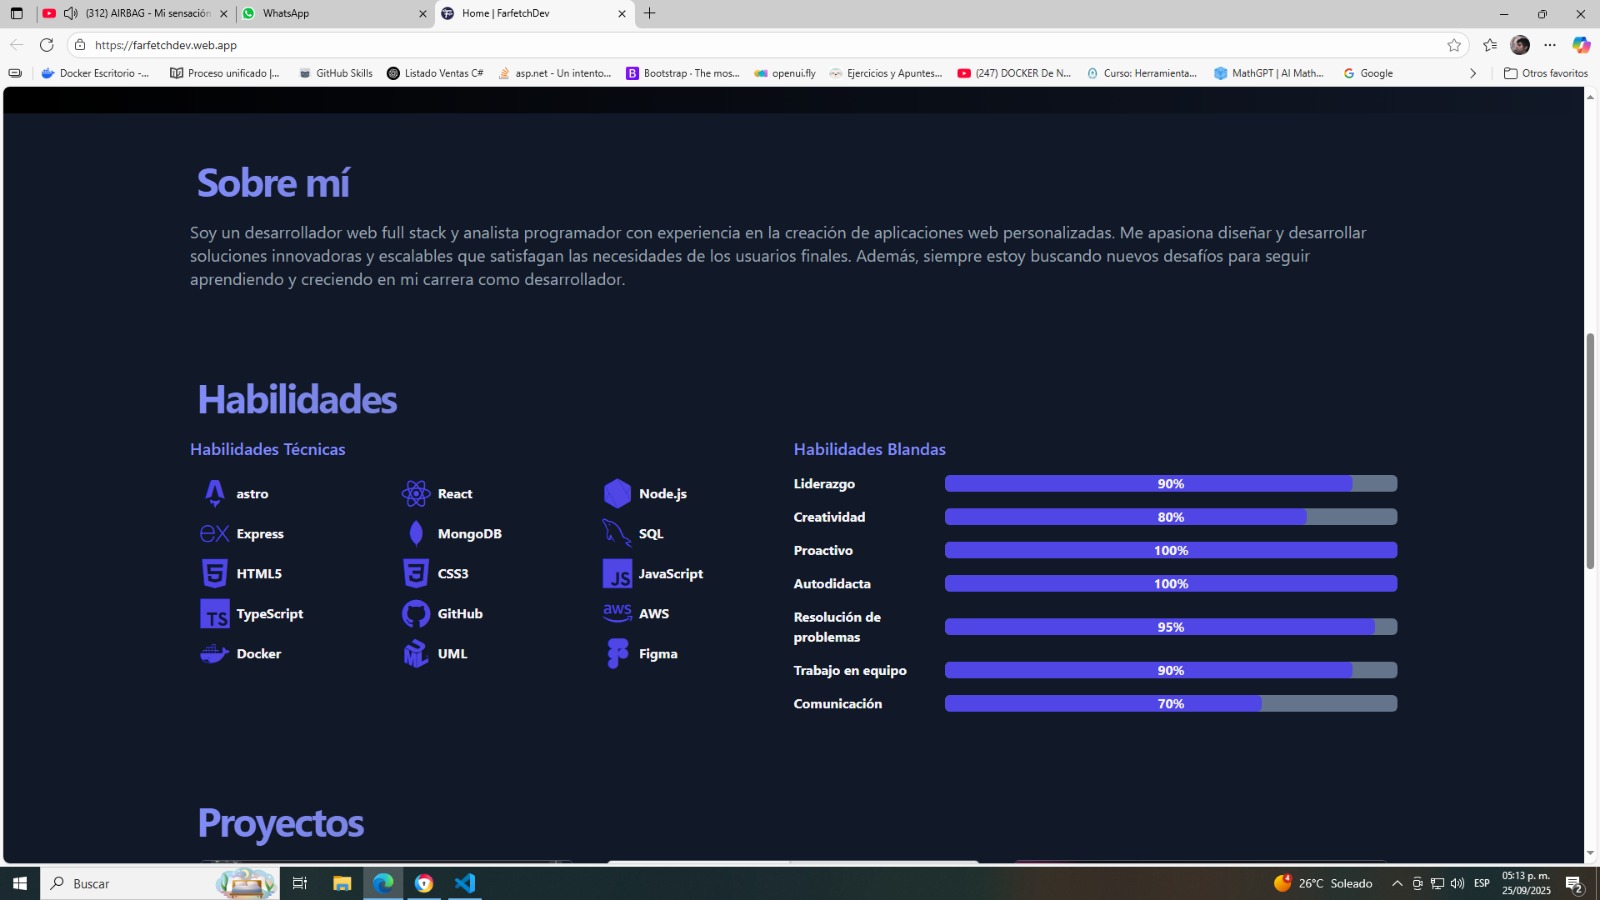 (312) AIRBAG - Mi sensación
WhatsApp
Home | FarfetchDev
https://farfetchdev.web.app
Docker Escritorio -...
Proceso unificado |...
GitHub Skills
Listado Ventas C#
asp.net - Un intento...
Bootstrap · The mos...
openui.fly
Ejercicios y Apuntes...
(247) DOCKER De N...
Curso: Herramienta...
MathGPT | AI Math...
Google
Otros favoritos
Sobre mí
Soy un desarrollador web full stack y analista programador con experiencia en la creación de aplicaciones web personalizadas. Me apasiona diseñar y desarrollar
soluciones innovadoras y escalables que satisfagan las necesidades de los usuarios finales. Además, siempre estoy buscando nuevos desafíos para seguir
aprendiendo y creciendo en mi carrera como desarrollador.
Habilidades
Habilidades Técnicas
astro
React
Node.js
Express
MongoDB
SQL
HTML5
CSS3
JS JavaScript
TS TypeScript
GitHub
aws AWS
Docker
UML
Figma
Habilidades Blandas
Liderazgo 90%
Creatividad 80%
Proactivo 100%
Autodidacta 100%
Resolución de
problemas 95%
Trabajo en equipo 90%
Comunicación 70%
Proyectos
Buscar
26°C Soleado
ESP
05:13 p. m.
25/09/2025
2